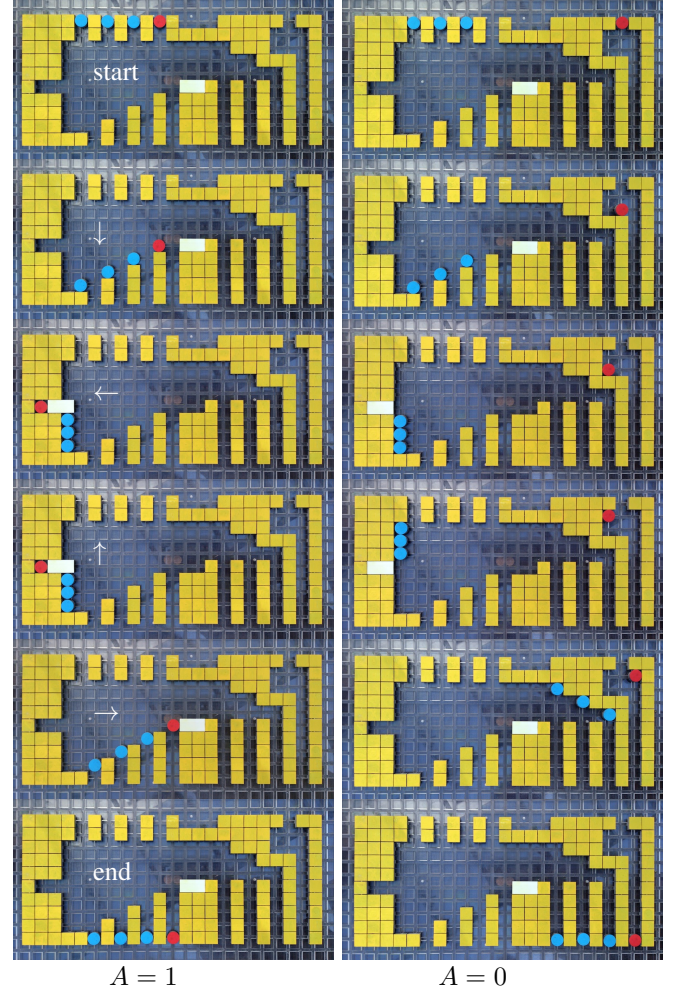 start
↓
←
↑
→
end
A = 1
A = 0